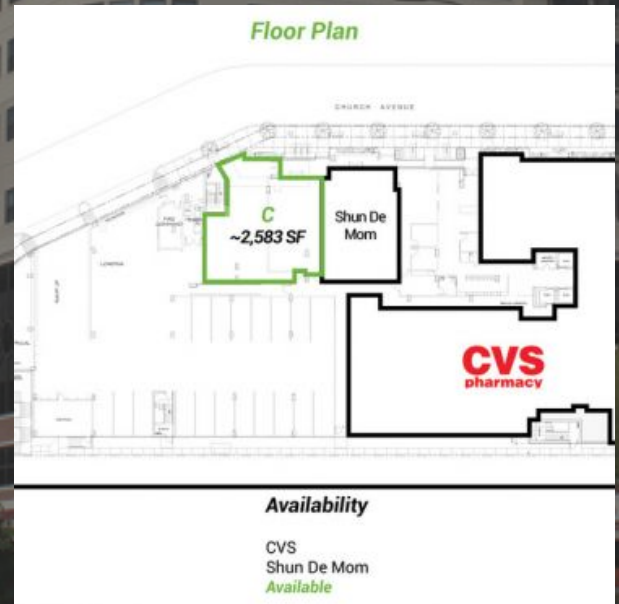 Floor Plan
CHURCH AVENUE
C
~2,583 SF
Shun De
Mom
CVS
pharmacy
Availability
CVS
Shun De Mom
Available